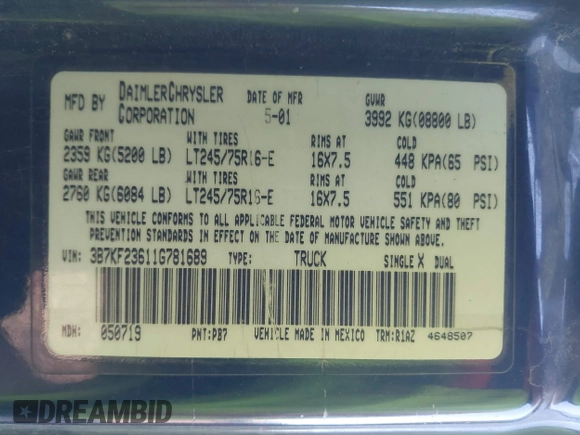 MFD BY DAIMLERCHRYSLER CORPORATION DATE OF MFR 5-01 GVWR 3992 KG(08800 LB)
GAWR FRONT WITH TIRES RIMS AT COLD
2359 KG(5200 LB) LT245/75R16-E 16X7.5 448 KPA(65 PSI)
GAWR REAR WITH TIRES RIMS AT COLD
2760 KG(6084 LB) LT245/75R16-E 16X7.5 551 KPA(80 PSI)
THIS VEHICLE CONFORMS TO ALL APPLICABLE FEDERAL MOTOR VEHICLE SAFETY AND THEFT
PREVENTION STANDARDS IN EFFECT ON THE DATE OF MANUFACTURE SHOWN ABOVE.
VIN: 3B7KF23611G781689 TYPE: TRUCK SINGLE X DUAL
MDH: 050719 PNT:PB7 VEHICLE MADE IN MEXICO TRM:R1AZ 4648507
DREAMBID